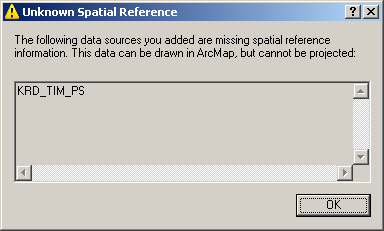 Unknown Spatial Reference
The following data sources you added are missing spatial reference
information. This data can be drawn in ArcMap, but cannot be projected:
KRD_TIM_PS
OK